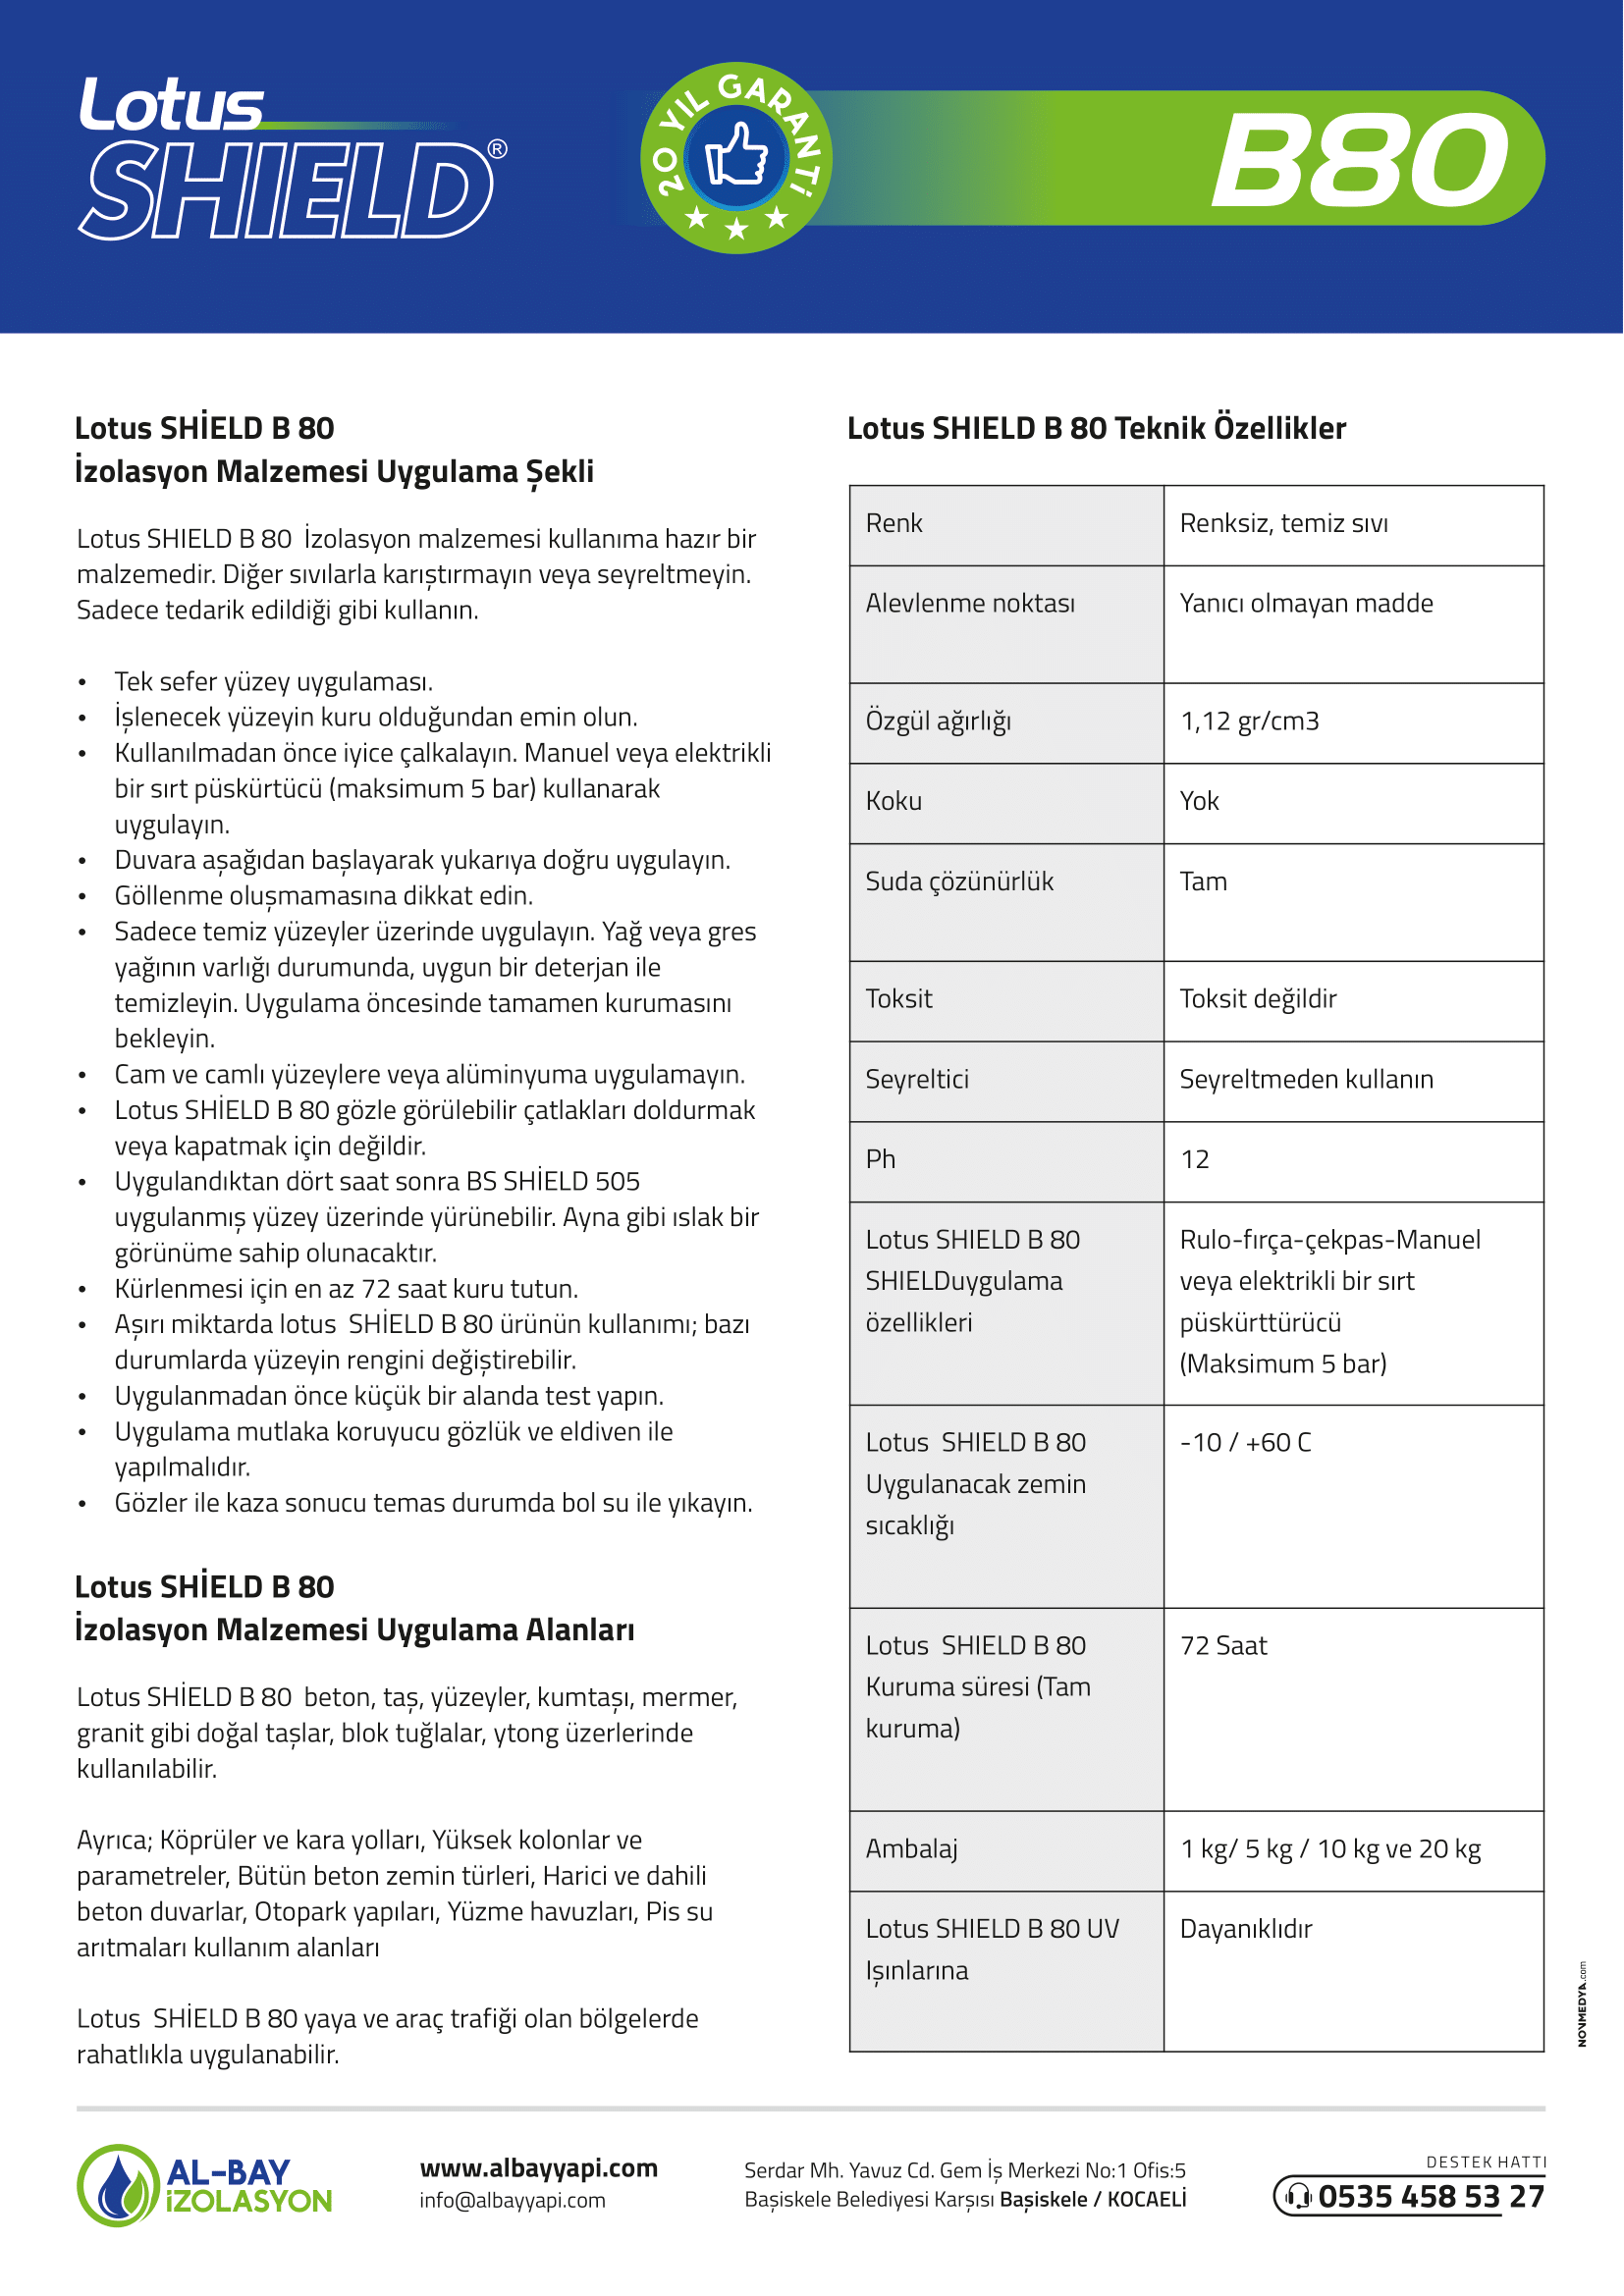 Lotus
SHIELD®
20 YIL GARANTİ
B80
Lotus SHİELD B 80
İzolasyon Malzemesi Uygulama Şekli
Lotus SHIELD B 80  İzolasyon malzemesi kullanıma hazır bir
malzemedir. Diğer sıvılarla karıştırmayın veya seyreltmeyin.
Sadece tedarik edildiği gibi kullanın.
• Tek sefer yüzey uygulaması.
• İşlenecek yüzeyin kuru olduğundan emin olun.
• Kullanılmadan önce iyice çalkalayın. Manuel veya elektrikli
bir sırt püskürtücü (maksimum 5 bar) kullanarak
uygulayın.
• Duvara aşağıdan başlayarak yukarıya doğru uygulayın.
• Göllenme oluşmamasına dikkat edin.
• Sadece temiz yüzeyler üzerinde uygulayın. Yağ veya gres
yağının varlığı durumunda, uygun bir deterjan ile
temizleyin. Uygulama öncesinde tamamen kurumasını
bekleyin.
• Cam ve camlı yüzeylere veya alüminyuma uygulamayın.
• Lotus SHİELD B 80 gözle görülebilir çatlakları doldurmak
veya kapatmak için değildir.
• Uygulandıktan dört saat sonra BS SHİELD 505
uygulanmış yüzey üzerinde yürünebilir. Ayna gibi ıslak bir
görünüme sahip olunacaktır.
• Kürlenmesi için en az 72 saat kuru tutun.
• Aşırı miktarda lotus  SHİELD B 80 ürünün kullanımı; bazı
durumlarda yüzeyin rengini değiştirebilir.
• Uygulanmadan önce küçük bir alanda test yapın.
• Uygulama mutlaka koruyucu gözlük ve eldiven ile
yapılmalıdır.
• Gözler ile kaza sonucu temas durumda bol su ile yıkayın.
Lotus SHİELD B 80
İzolasyon Malzemesi Uygulama Alanları
Lotus SHİELD B 80  beton, taş, yüzeyler, kumtaşı, mermer,
granit gibi doğal taşlar, blok tuğlalar, ytong üzerlerinde
kullanılabilir.
Ayrıca; Köprüler ve kara yolları, Yüksek kolonlar ve
parametreler, Bütün beton zemin türleri, Harici ve dahili
beton duvarlar, Otopark yapıları, Yüzme havuzları, Pis su
arıtmaları kullanım alanları
Lotus  SHİELD B 80 yaya ve araç trafiği olan bölgelerde
rahatlıkla uygulanabilir.
Lotus SHIELD B 80 Teknik Özellikler
Renk Renksiz, temiz sıvı
Alevlenme noktası Yanıcı olmayan madde
Özgül ağırlığı 1,12 gr/cm3
Koku Yok
Suda çözünürlük Tam
Toksit Toksit değildir
Seyreltici Seyreltmeden kullanın
Ph 12
Lotus SHIELD B 80 Rulo-fırça-çekpas-Manuel
SHIELDuygulama veya elektrikli bir sırt
özellikleri püskürttürücü
(Maksimum 5 bar)
Lotus  SHIELD B 80 -10 / +60 C
Uygulanacak zemin
sıcaklığı
Lotus  SHIELD B 80 72 Saat
Kuruma süresi (Tam
kuruma)
Ambalaj 1 kg/ 5 kg / 10 kg ve 20 kg
Lotus SHIELD B 80 UV Dayanıklıdır
Işınlarına
NOVMEDYA.com
AL-BAY
İZOLASYON
www.albayyapi.com
info@albayyapi.com
Serdar Mh. Yavuz Cd. Gem İş Merkezi No:1 Ofis:5
Başiskele Belediyesi Karşısı Başiskele / KOCAELİ
DESTEK HATTI
0535 458 53 27